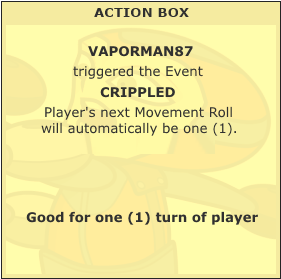 ACTION BOX
VAPORMAN87
triggered the Event
CRIPPLED
Player's next Movement Roll
will automatically be one (1).
Good for one (1) turn of player